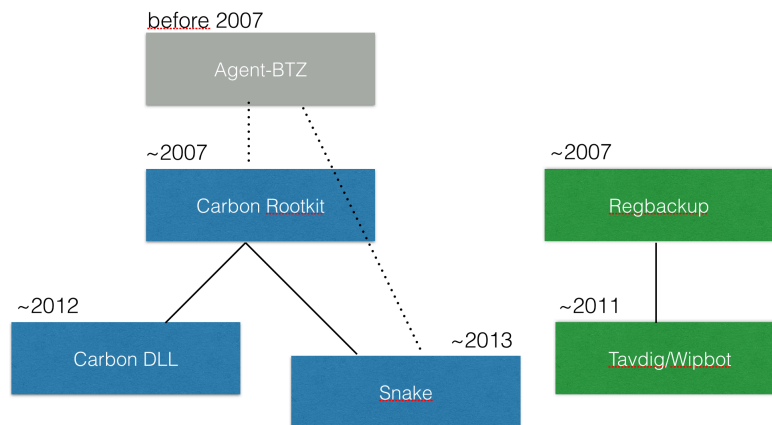 before 2007
Agent-BTZ
~2007
Carbon Rootkit
~2007
Regbackup
~2012
Carbon DLL
~2013
Snake
~2011
Tavdig/Wipbot